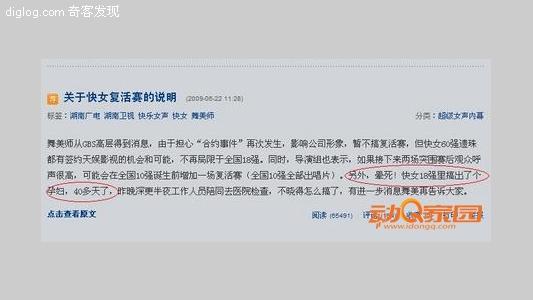 diglog.com 奇客发现
关于快女复活赛的说明 (2009-06-22 11:28)
标签：湖南广电 湖南卫视 快乐女声 快女 舞美师 分类：超级女声内幕
舞美师从GBS高层得到消息，由于担心“合约事件”再次发生，影响公司形象，暂不搞复活赛，但快女60强遭珠
都有签约天娱影视的机会和可能，不再局限于全国18强。同时，导演组也表示，如果接下来两场突围赛后观众呼
声很高，可能会在全国10强诞生前增加一场复活赛（全国10强全部出唱片）。另外，晕死！快女18强里搞出了个
孕妇，40多天了，昨晚深更半夜工作人员陪同去医院检查，不晓得怎么搞了，有进一步消息舞美再告诉大家。
点击查看原文 阅读 (65491) 评论
动Q家园
www.idongq.com